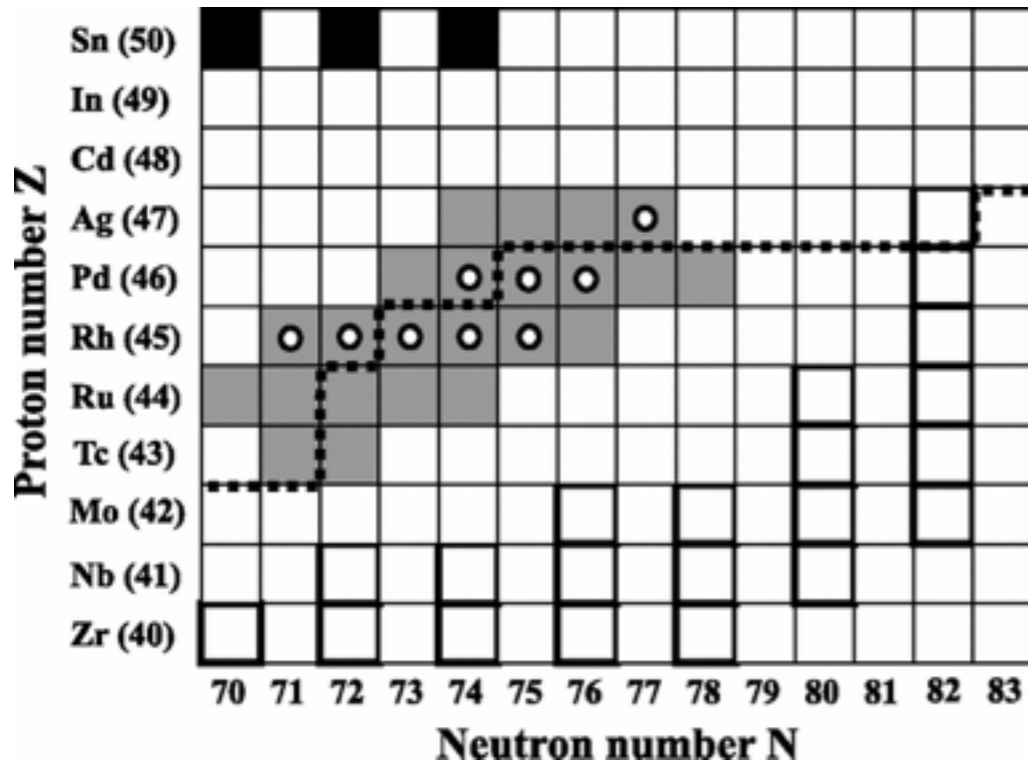 Proton number Z
Sn (50)
In (49)
Cd (48)
Ag (47)
Pd (46)
Rh (45)
Ru (44)
Tc (43)
Mo (42)
Nb (41)
Zr (40)
70 71 72 73 74 75 76 77 78 79 80 81 82 83
Neutron number N